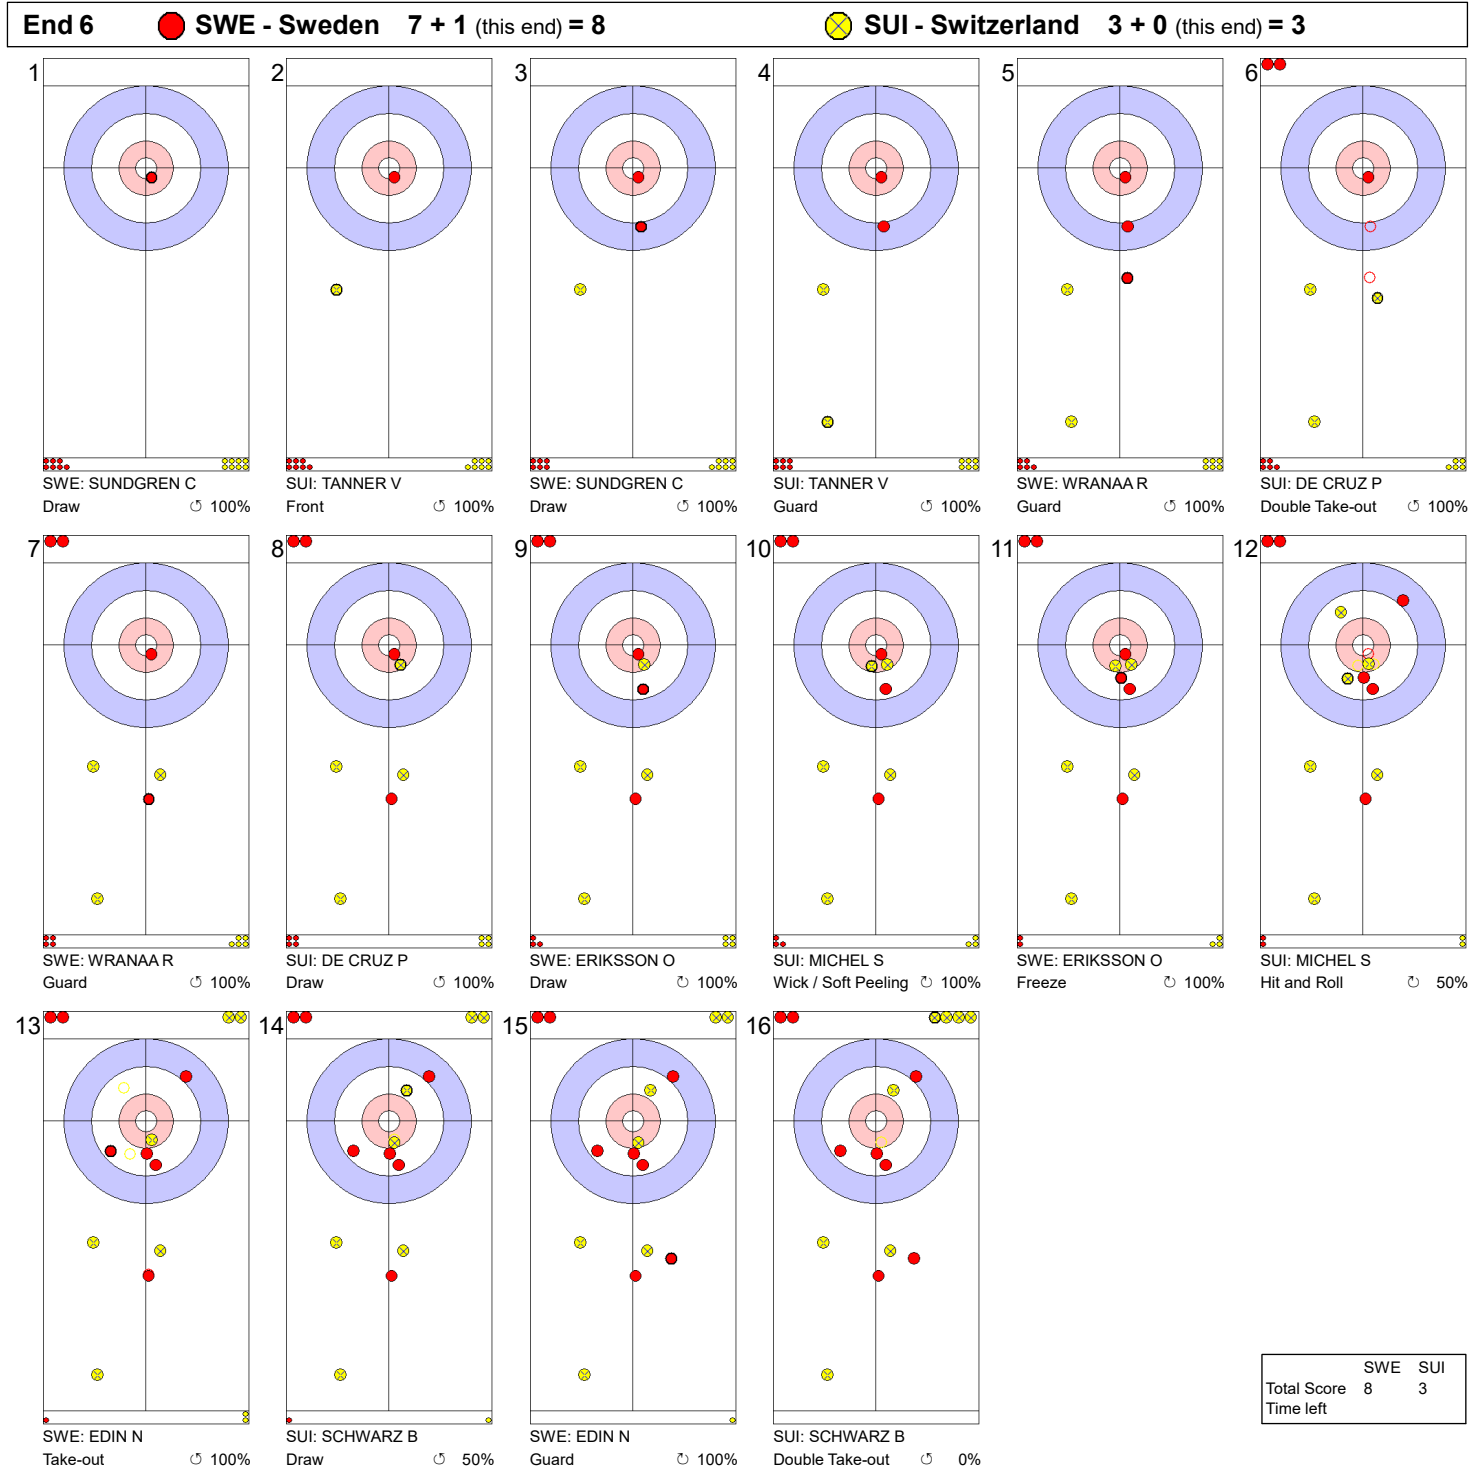 End 6 SWE - Sweden 7 + 1 (this end) = 8 SUI - Switzerland 3 + 0 (this end) = 3
1 2 3 4 5 6
SWE: SUNDGREN C SUI: TANNER V SWE: SUNDGREN C SUI: TANNER V SWE: WRANAA R SUI: DE CRUZ P
Draw 100% Front 100% Draw 100% Guard 100% Guard 100% Double Take-out 100%
7 8 9 10 11 12
SWE: WRANAA R SUI: DE CRUZ P SWE: ERIKSSON O SUI: MICHEL S SWE: ERIKSSON O SUI: MICHEL S
Guard 100% Draw 100% Draw 100% Wick / Soft Peeling 100% Freeze 100% Hit and Roll 50%
13 14 15 16
SWE: EDIN N SUI: SCHWARZ B SWE: EDIN N SUI: SCHWARZ B
Take-out 100% Draw 50% Guard 100% Double Take-out 0%
SWE SUI
Total Score 8 3
Time left